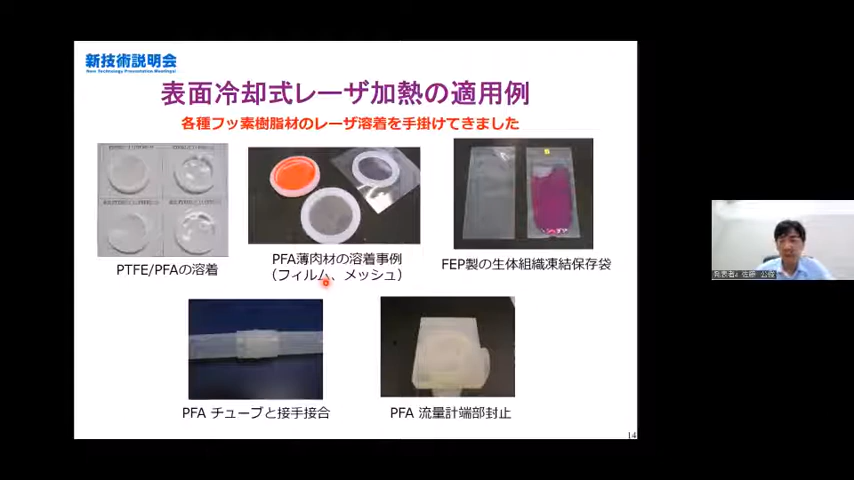 新技術説明会
New Technology Presentation Meetings!
表面冷却式レーザ加熱の適用例
各種フッ素樹脂材のレーザ溶着を手掛けてきました
PTFE/PFAの溶着
PFA薄肉材の溶着事例
（フィルム、メッシュ）
FEP製の生体組織凍結保存袋
PFA チューブと接手接合
PFA 流量計端部封止
14
発表者4 佐藤 公俊